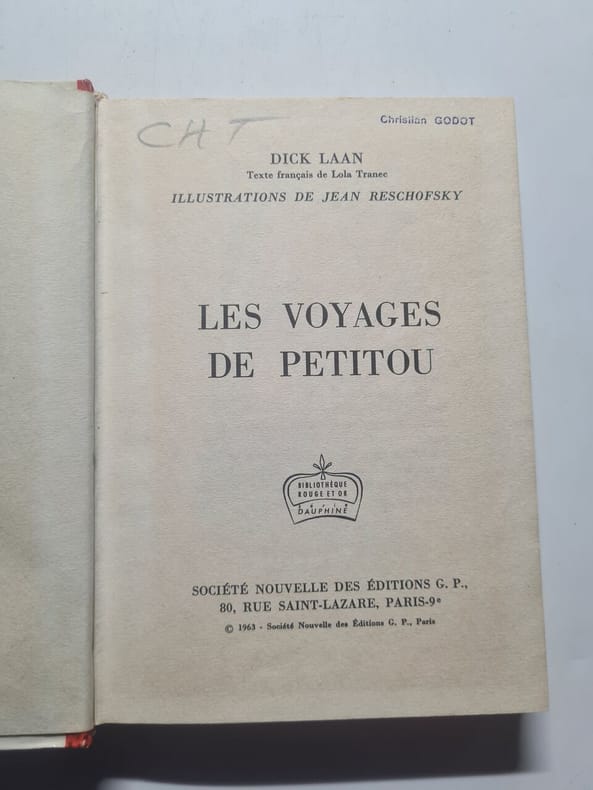 CHT
Christian GODOT
DICK LAAN
Texte français de Lola Tranec
ILLUSTRATIONS DE JEAN RESCHOFSKY
LES VOYAGES
DE PETITOU
BIBLIOTHÈQUE
ROUGE ET OR
SÉRIE
DAUPHINE
SOCIÉTÉ NOUVELLE DES ÉDITIONS G. P.,
80, RUE SAINT-LAZARE, PARIS-9e
© 1963 - Société Nouvelle des Éditions G. P., Paris